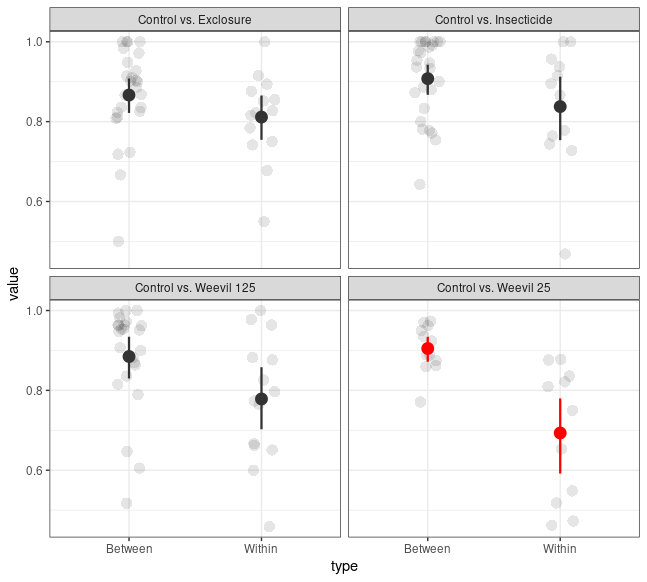 Control vs. Exclosure
Control vs. Insecticide
1.0
0.8
0.6
value
Control vs. Weevil 125
Control vs. Weevil 25
1.0
0.8
0.6
Between
Within
Between
Within
type